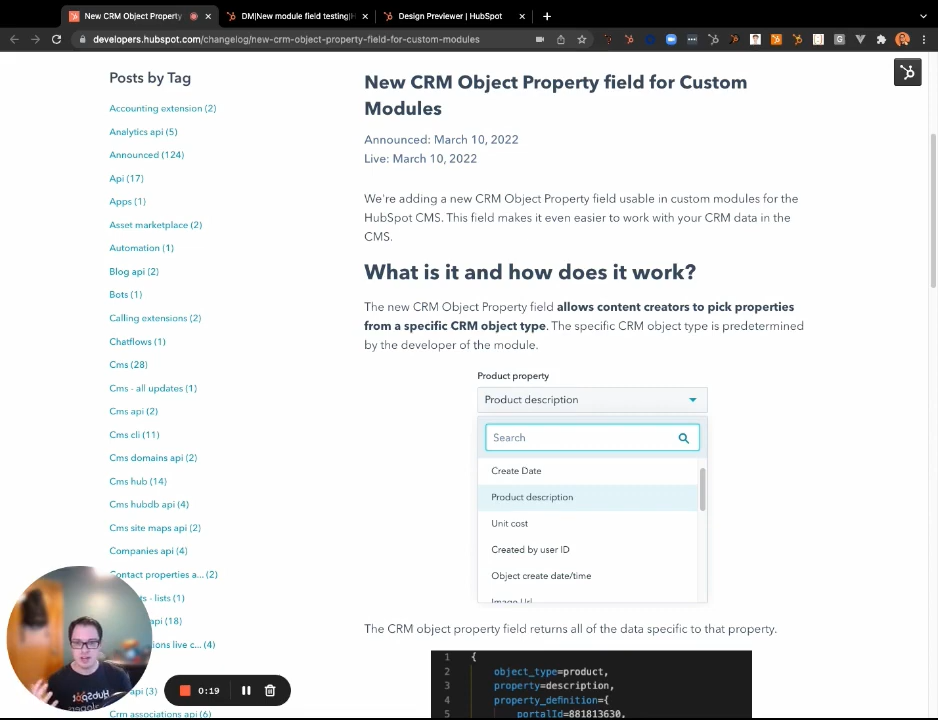 New CRM Object Property
DM|New module field testing|H
Design Previewer | HubSpot
developers.hubspot.com/changelog/new-crm-object-property-field-for-custom-modules
Posts by Tag
Accounting extension (2)
Analytics api (5)
Announced (124)
Api (17)
Apps (1)
Asset marketplace (2)
Automation (1)
Blog api (2)
Bots (1)
Calling extensions (2)
Chatflows (1)
Cms (28)
Cms - all updates (1)
Cms api (2)
Cms cli (11)
Cms domains api (2)
Cms hub (14)
Cms hubdb api (4)
Cms site maps api (2)
Companies api (4)
Contact properties a... (2)
ts - lists (1)
api (18)
ions live c... (4)
api (3)
Crm associations api (6)
0:19
New CRM Object Property field for Custom
Modules
Announced: March 10, 2022
Live: March 10, 2022
We're adding a new CRM Object Property field usable in custom modules for the
HubSpot CMS. This field makes it even easier to work with your CRM data in the
CMS.
What is it and how does it work?
The new CRM Object Property field allows content creators to pick properties
from a specific CRM object type. The specific CRM object type is predetermined
by the developer of the module.
Product property
Product description
Search
Create Date
Product description
Unit cost
Created by user ID
Object create date/time
Image Url
The CRM object property field returns all of the data specific to that property.
1 {
2 object_type=product,
3 property=description,
4 property_definition={
5 portalId=881813630,